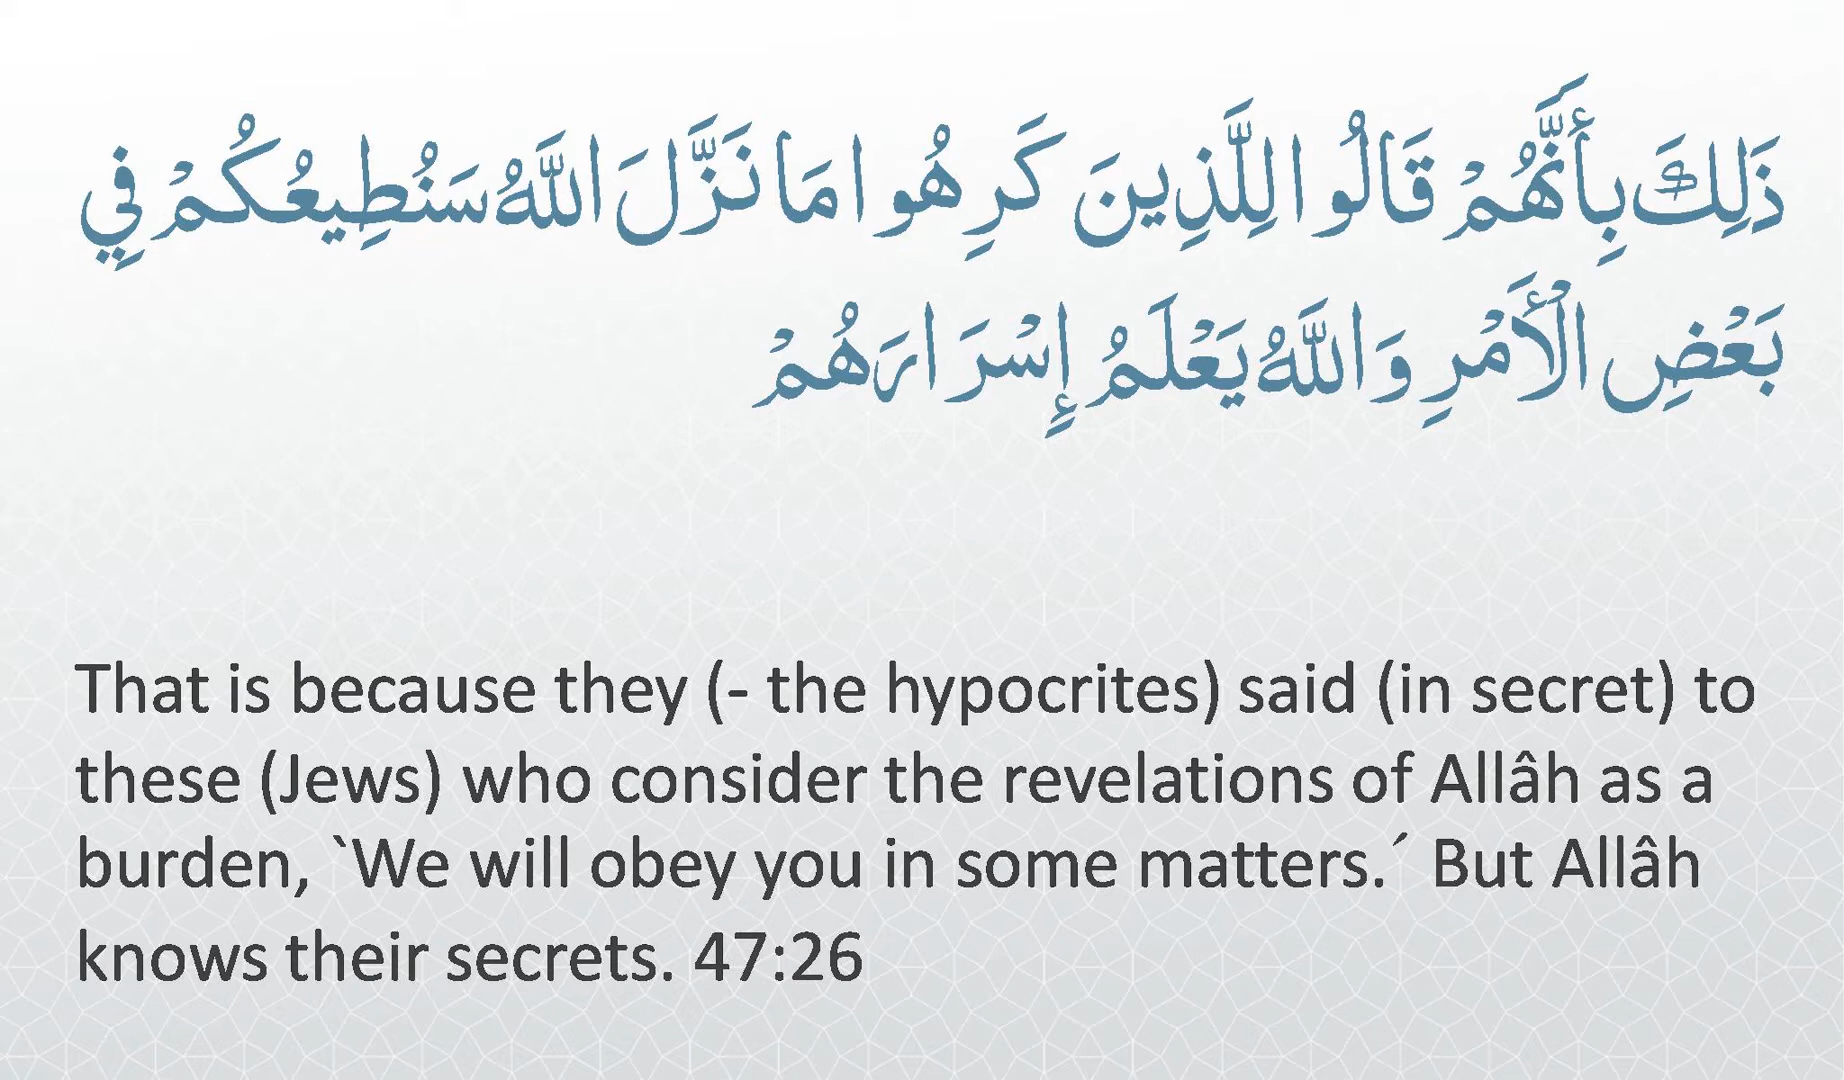 ذَلِكَ بِأَنَّهُمْ قَالُوا لِلَّذِينَ كَرِهُوا مَا نَزَّلَ اللَّهُ سَنُطِيعُكُمْ فِي
بَعْضِ الْأَمْرِ وَاللَّهُ يَعْلَمُ إِسْرَارَهُمْ
That is because they (- the hypocrites) said (in secret) to
these (Jews) who consider the revelations of Allâh as a
burden, `We will obey you in some matters.´ But Allâh
knows their secrets. 47:26